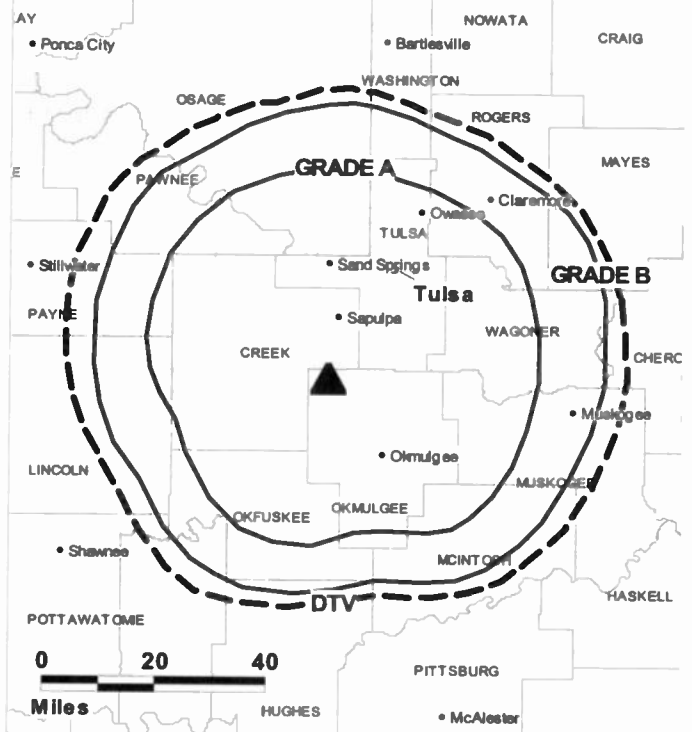 AY
NOWATA
Ponca City
Bartlesville
CRAIG
WASHINGTON
OSAGE
ROGERS
MAYES
E
GRADE A
PAWNEE
Claremore
Owasso
TULSA
Stillwater
Sand Springs
GRADE B
Tulsa
PAYNE
Sapulpa
WAGONER
CREEK
CHERO
Muskogee
Okmulgee
LINCOLN
MUSKOGEE
OKFUSKEE
OKMULGEE
Shawnee
MCINTOSH
HASKELL
DTV
POTTAWATOMIE
0 20 40
PITTSBURG
Miles
HUGHES
McAlester